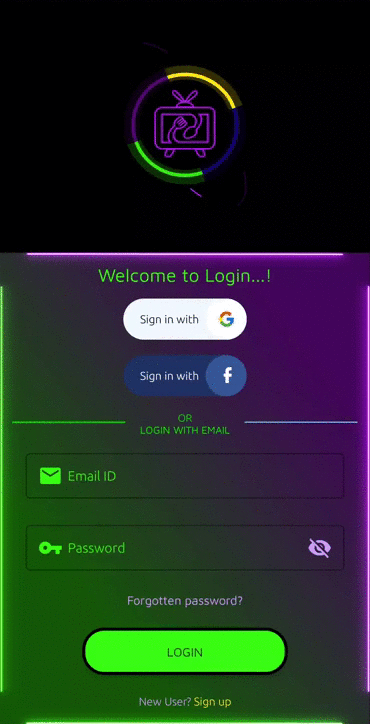 Welcome to Login...!
Sign in with
Sign in with
OR
LOGIN WITH EMAIL
Email ID
Password
Forgotten password?
LOGIN
New User? Sign up